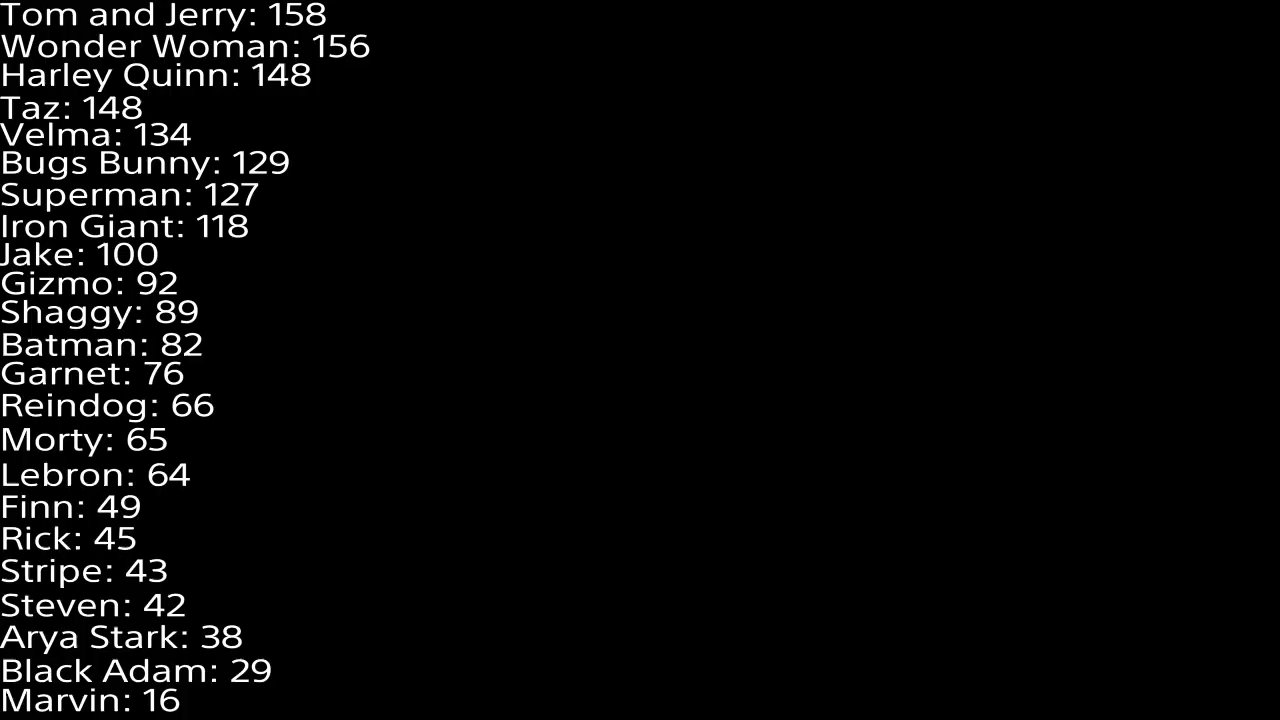 Tom and Jerry: 158
Wonder Woman: 156
Harley Quinn: 148
Taz: 148
Velma: 134
Bugs Bunny: 129
Superman: 127
Iron Giant: 118
Jake: 100
Gizmo: 92
Shaggy: 89
Batman: 82
Garnet: 76
Reindog: 66
Morty: 65
Lebron: 64
Finn: 49
Rick: 45
Stripe: 43
Steven: 42
Arya Stark: 38
Black Adam: 29
Marvin: 16